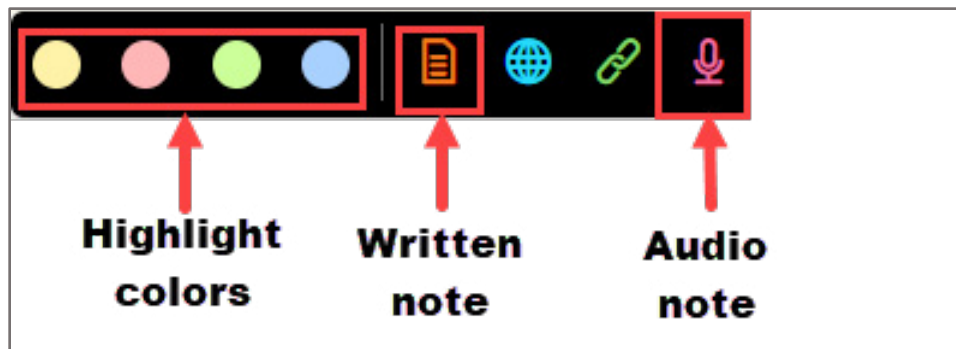 Highlight
colors
Written
note
Audio
note